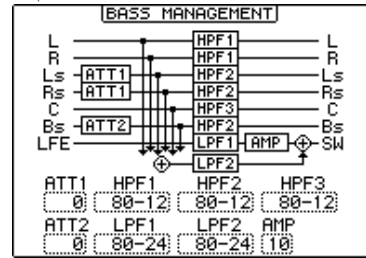 BASS MANAGEMENT
L HPF1 L
R HPF1 R
Ls ATT1 HPF2 Ls
Rs ATT1 HPF2 Rs
C HPF3 C
Bs ATT2 HPF2 Bs
LFE LPF1 AMP SW
LPF2
ATT1 HPF1 HPF2 HPF3
0 80-12 80-12 80-12
ATT2 LPF1 LPF2 AMP
0 80-24 80-24 10